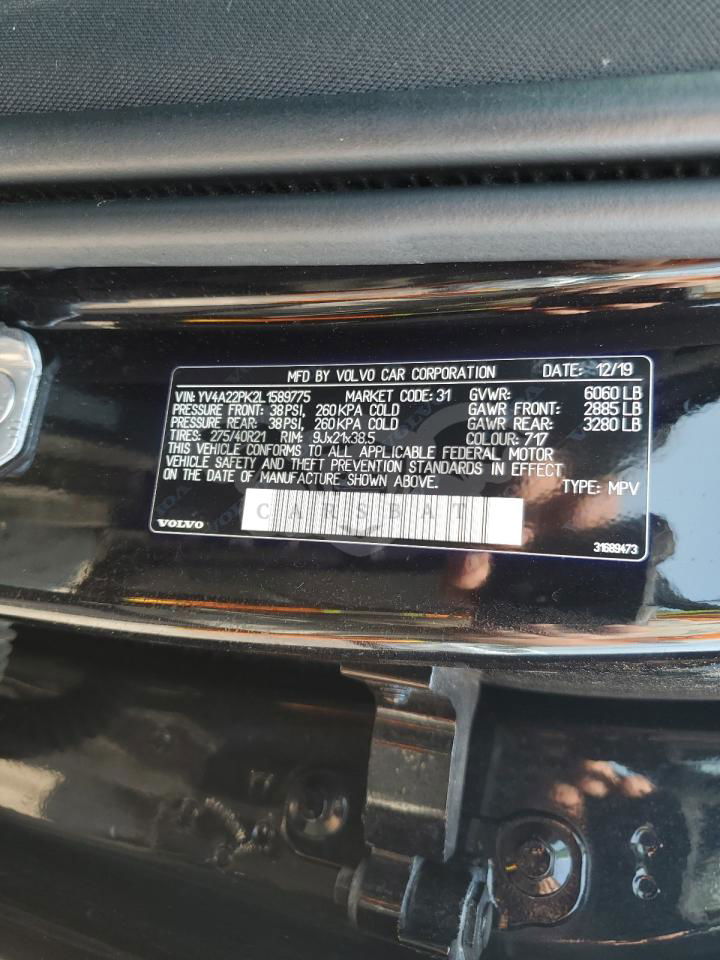 MFD BY VOLVO CAR CORPORATION DATE: 12/19
VIN: YV4A22PK2L1589775 MARKET CODE: 31 GVWR: 6060 LB
PRESSURE FRONT: 38 PSI, 260 KPA COLD GAWR FRONT: 2885 LB
PRESSURE REAR: 38 PSI, 260 KPA COLD GAWR REAR: 3280 LB
TIRES: 275/40R21 RIM: 9Jx21x38.5 COLOUR: 717
THIS VEHICLE CONFORMS TO ALL APPLICABLE FEDERAL MOTOR
VEHICLE SAFETY AND THEFT PREVENTION STANDARDS IN EFFECT
ON THE DATE OF MANUFACTURE SHOWN ABOVE. TYPE: MPV
CARSBAT
VOLVO 31689473